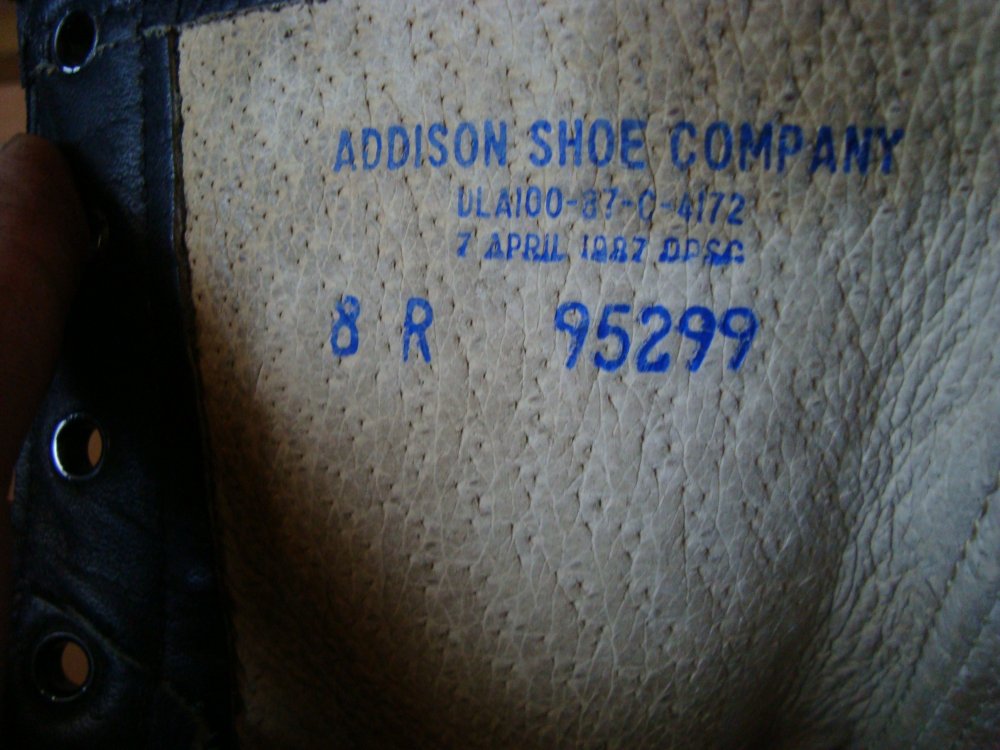 ADDISON SHOE COMPANY
DLA100-87-C-4172
7 APRIL 1987 DPSC
8 R 95299